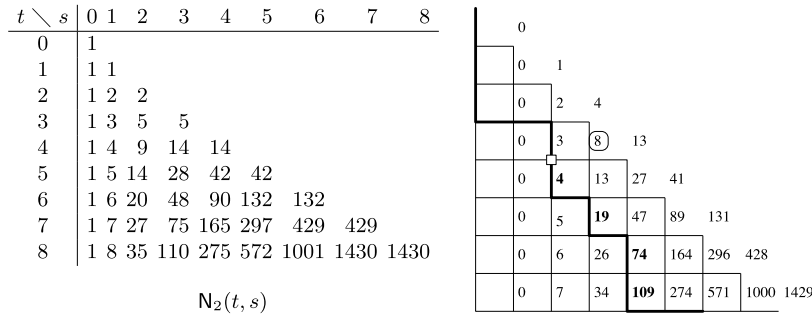 t \ s 0 1 2 3 4 5 6 7 8
0 1
1 1 1
2 1 2 2
3 1 3 5 5
4 1 4 9 14 14
5 1 5 14 28 42 42
6 1 6 20 48 90 132 132
7 1 7 27 75 165 297 429 429
8 1 8 35 110 275 572 1001 1430 1430
N₂(t, s)
0
0 1
0 2 4
0 3 8 13
0 4 13 27 41
0 5 19 47 89 131
0 6 26 74 164 296 428
0 7 34 109 274 571 1000 1429